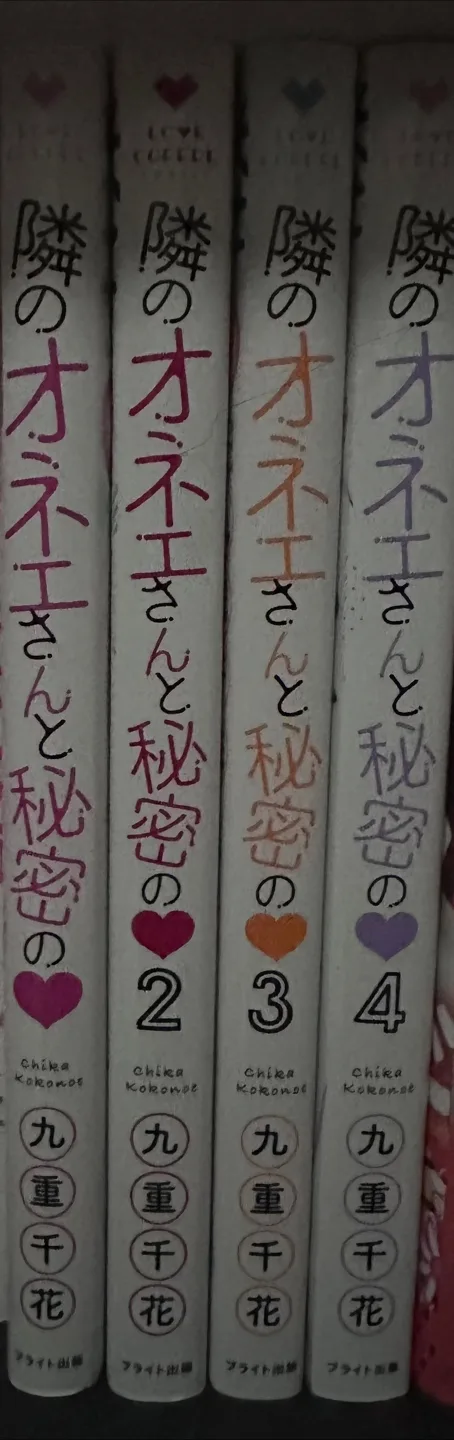 LOVE
COFFRE
隣のオネエさんと秘密の♥
Chika
Kokonoe
九重千花
ブライト出版
LOVE
COFFRE
隣のオネエさんと秘密の♥
2
Chika
Kokonoe
九重千花
ブライト出版
LOVE
COFFRE
隣のオネエさんと秘密の♥
3
Chika
Kokonoe
九重千花
ブライト出版
LOVE
COFFRE
隣のオネエさんと秘密の♥
4
Chika
Kokonoe
九重千花
ブライト出版